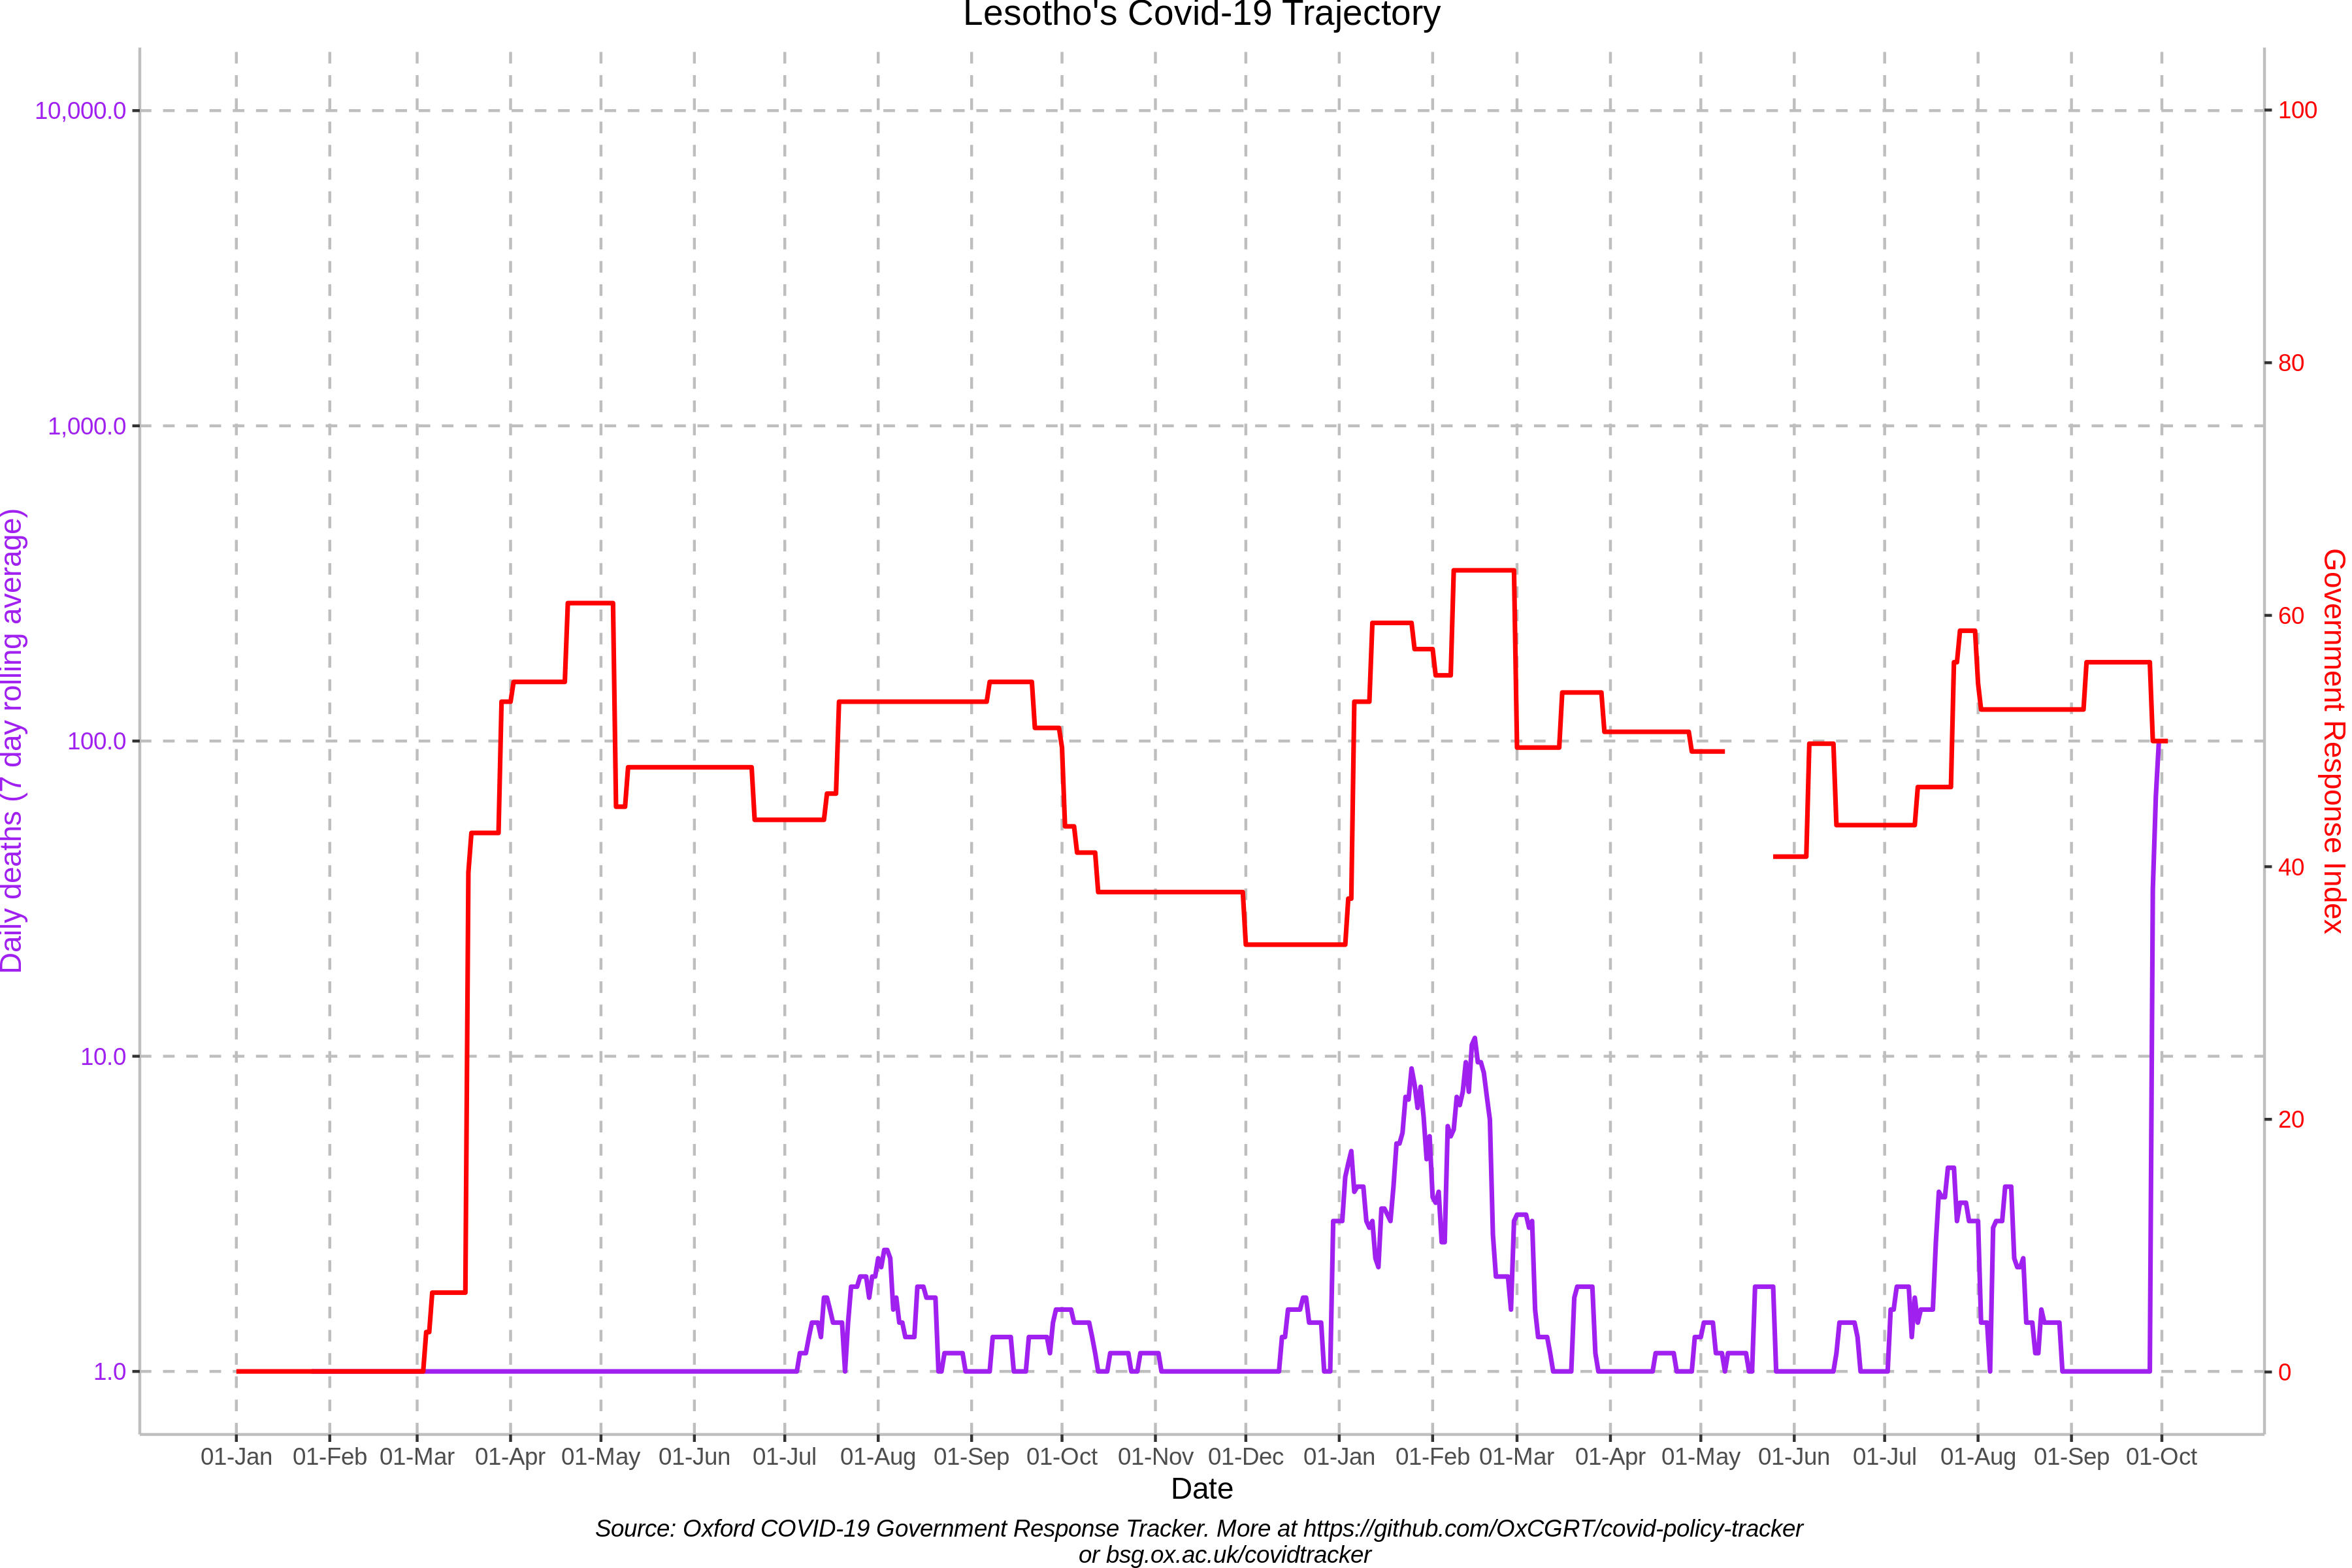 Lesotho's Covid-19 Trajectory
10,000.0
1,000.0
100.0
10.0
1.0
Daily deaths (7 day rolling average)
100
80
60
40
20
0
Government Response Index
01-Jan 01-Feb 01-Mar 01-Apr 01-May 01-Jun 01-Jul 01-Aug 01-Sep 01-Oct 01-Nov 01-Dec 01-Jan 01-Feb 01-Mar 01-Apr 01-May 01-Jun 01-Jul 01-Aug 01-Sep 01-Oct
Date
Source: Oxford COVID-19 Government Response Tracker. More at https://github.com/OxCGRT/covid-policy-tracker
or bsg.ox.ac.uk/covidtracker